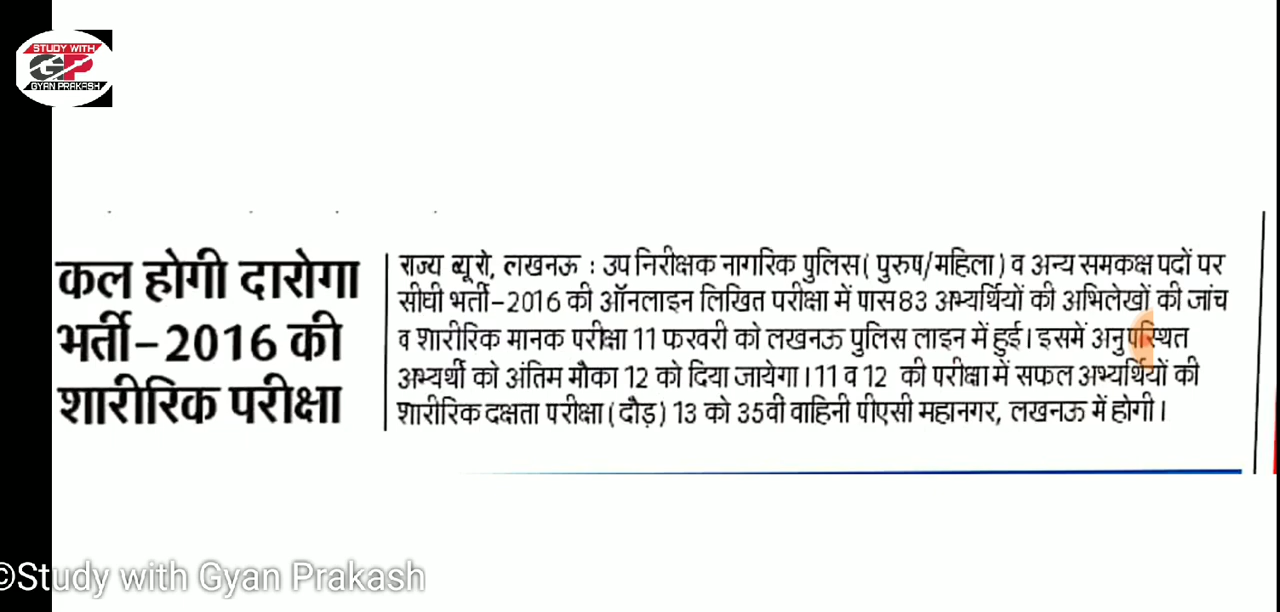 STUDY WITH
GP
GYAN PRAKASH
कल होगी दारोगा
भर्ती-2016 की
शारीरिक परीक्षा
राज्य ब्यूरो, लखनऊ : उप निरीक्षक नागरिक पुलिस( पुरुष/महिला ) व अन्य समकक्ष पदों पर
सीधी भर्ती-2016 की ऑनलाइन लिखित परीक्षा में पास 83 अभ्यर्थियों की अभिलेखों की जांच
व शारीरिक मानक परीक्षा 11 फरवरी को लखनऊ पुलिस लाइन में हुई। इसमें अनुपस्थित
अभ्यर्थी को अंतिम मौका 12 को दिया जायेगा। 11 व 12 की परीक्षा में सफल अभ्यर्थियों की
शारीरिक दक्षता परीक्षा ( दौड़ ) 13 को 35वीं वाहिनी पीएसी महानगर, लखनऊ में होगी।
©Study with Gyan Prakash